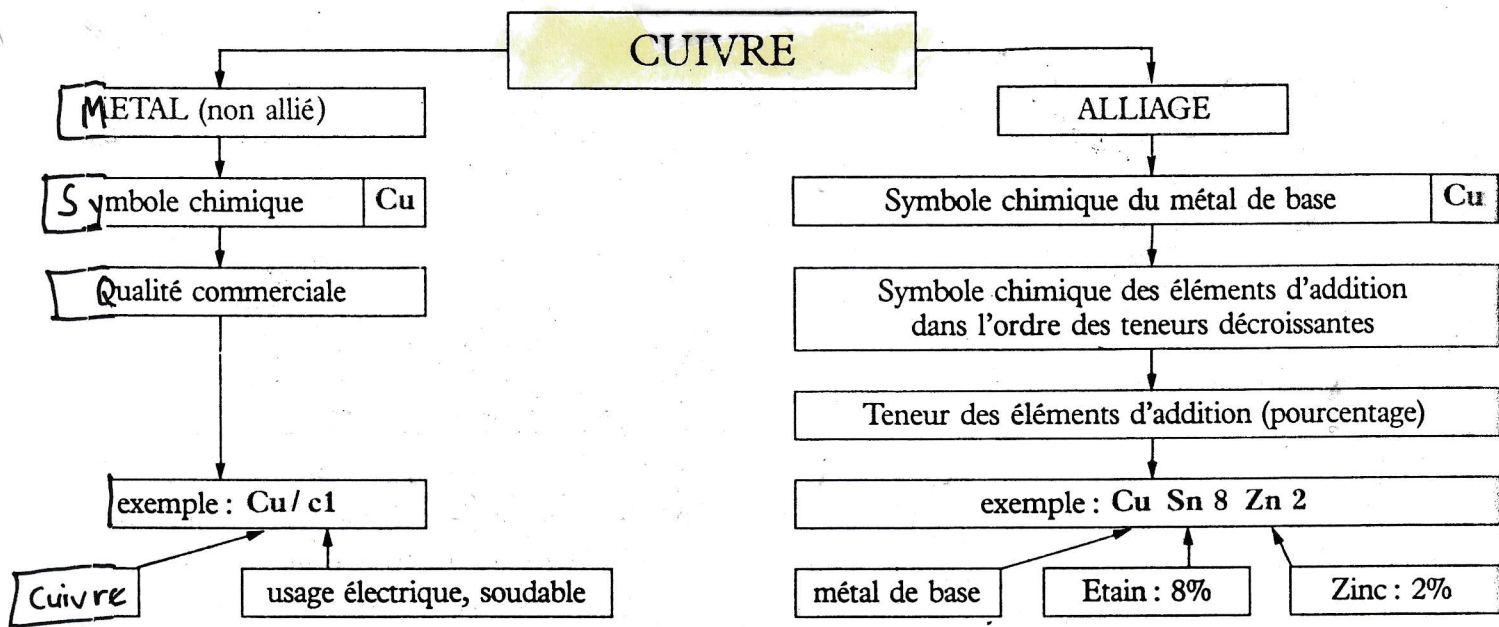 CUIVRE
METAL (non allié)
Symbole chimique Cu
Qualité commerciale
exemple : Cu / c1
Cuivre
usage électrique, soudable
ALLIAGE
Symbole chimique du métal de base Cu
Symbole chimique des éléments d'addition
dans l'ordre des teneurs décroissantes
Teneur des éléments d'addition (pourcentage)
exemple : Cu Sn 8 Zn 2
métal de base
Etain : 8%
Zinc : 2%